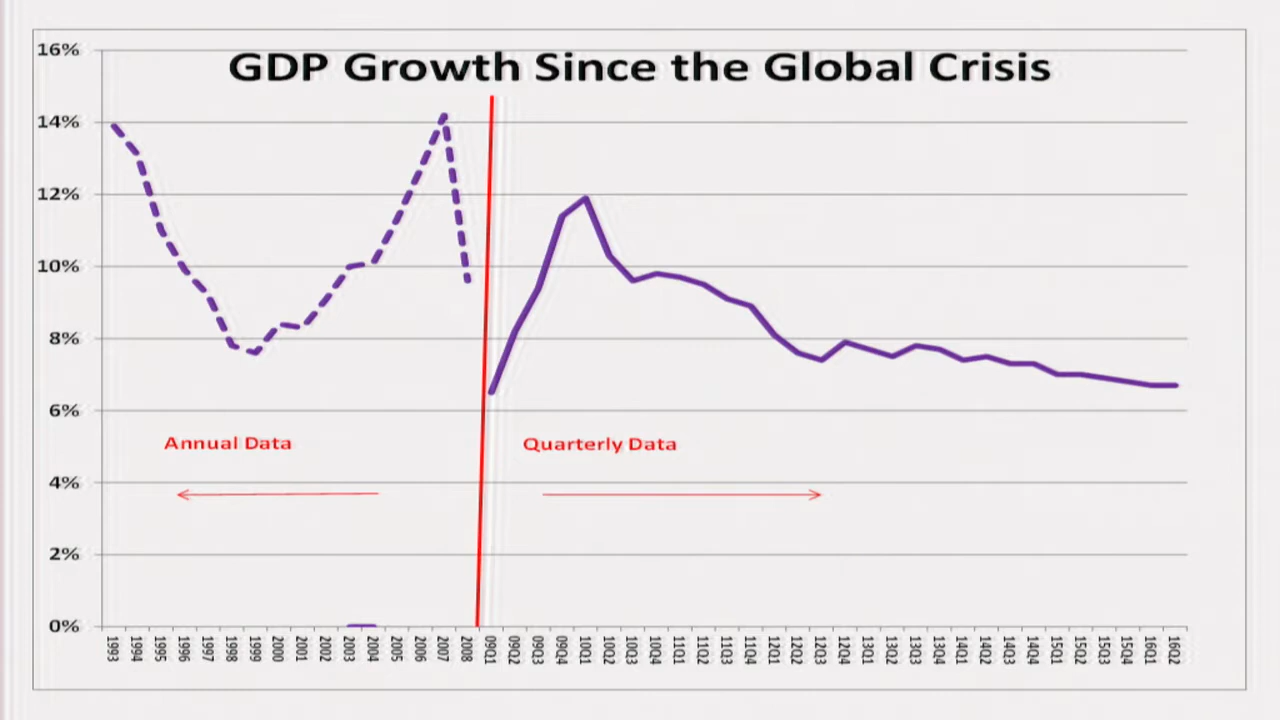 GDP Growth Since the Global Crisis
16%
14%
12%
10%
8%
6%
4%
2%
0%
Annual Data
Quarterly Data
1993
1994
1995
1996
1997
1998
1999
2000
2001
2002
2003
2004
2005
2006
2007
2008
09Q1
09Q2
09Q3
09Q4
10Q1
10Q2
10Q3
10Q4
11Q1
11Q2
11Q3
11Q4
12Q1
12Q2
12Q3
12Q4
13Q1
13Q2
13Q3
13Q4
14Q1
14Q2
14Q3
14Q4
15Q1
15Q2
15Q3
15Q4
16Q1
16Q2